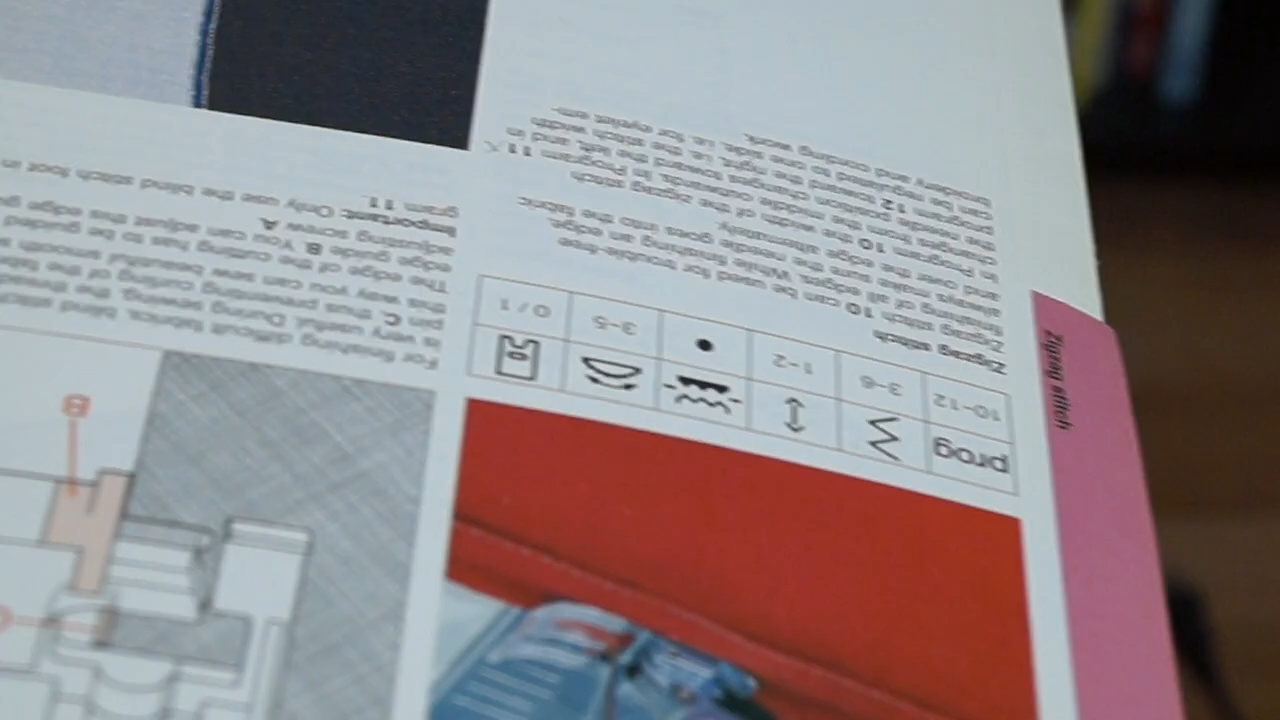 Zigzag stitch
prog
10-12 3-6 1-2 • 3-5 0/1
Zigzag stitch
Zigzag stitch 10 can be used for trouble-free
finishing of all edges. While finishing an edge,
always make sure the needle goes into the fabric
and over the edge alternately.
In Program 10 the width of the zigzag stitch
changes from the middle outwards. In Program 11
the needle position changes toward the left, and in
program 12 toward the right, i.e. the stitch width
can be regulated to one side, i.e. for eyelet em-
broidery and cording work.
For finishing difficult fabrics, blind stitch
is very useful. During sewing the thread
pin C, thus preventing curling of the
this way you can sew beautiful smooth
The edge of the cutting has to be guided
edge guide B. You can adjust this edge
adjusting screw A.
Important: Only use the blind stitch foot in
gram 11.
B